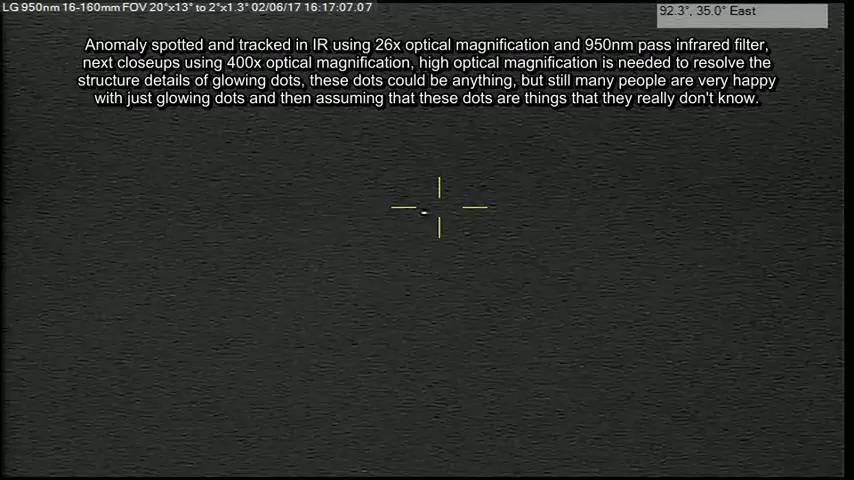 LG 950nm 16-160mm FOV 20°x13° to 2°x1.3° 02/06/17 16:17:07.07
92.3°, 35.0° East
Anomaly spotted and tracked in IR using 26x optical magnification and 950nm pass infrared filter,
next closeups using 400x optical magnification, high optical magnification is needed to resolve the
structure details of glowing dots, these dots could be anything, but still many people are very happy
with just glowing dots and then assuming that these dots are things that they really don't know.